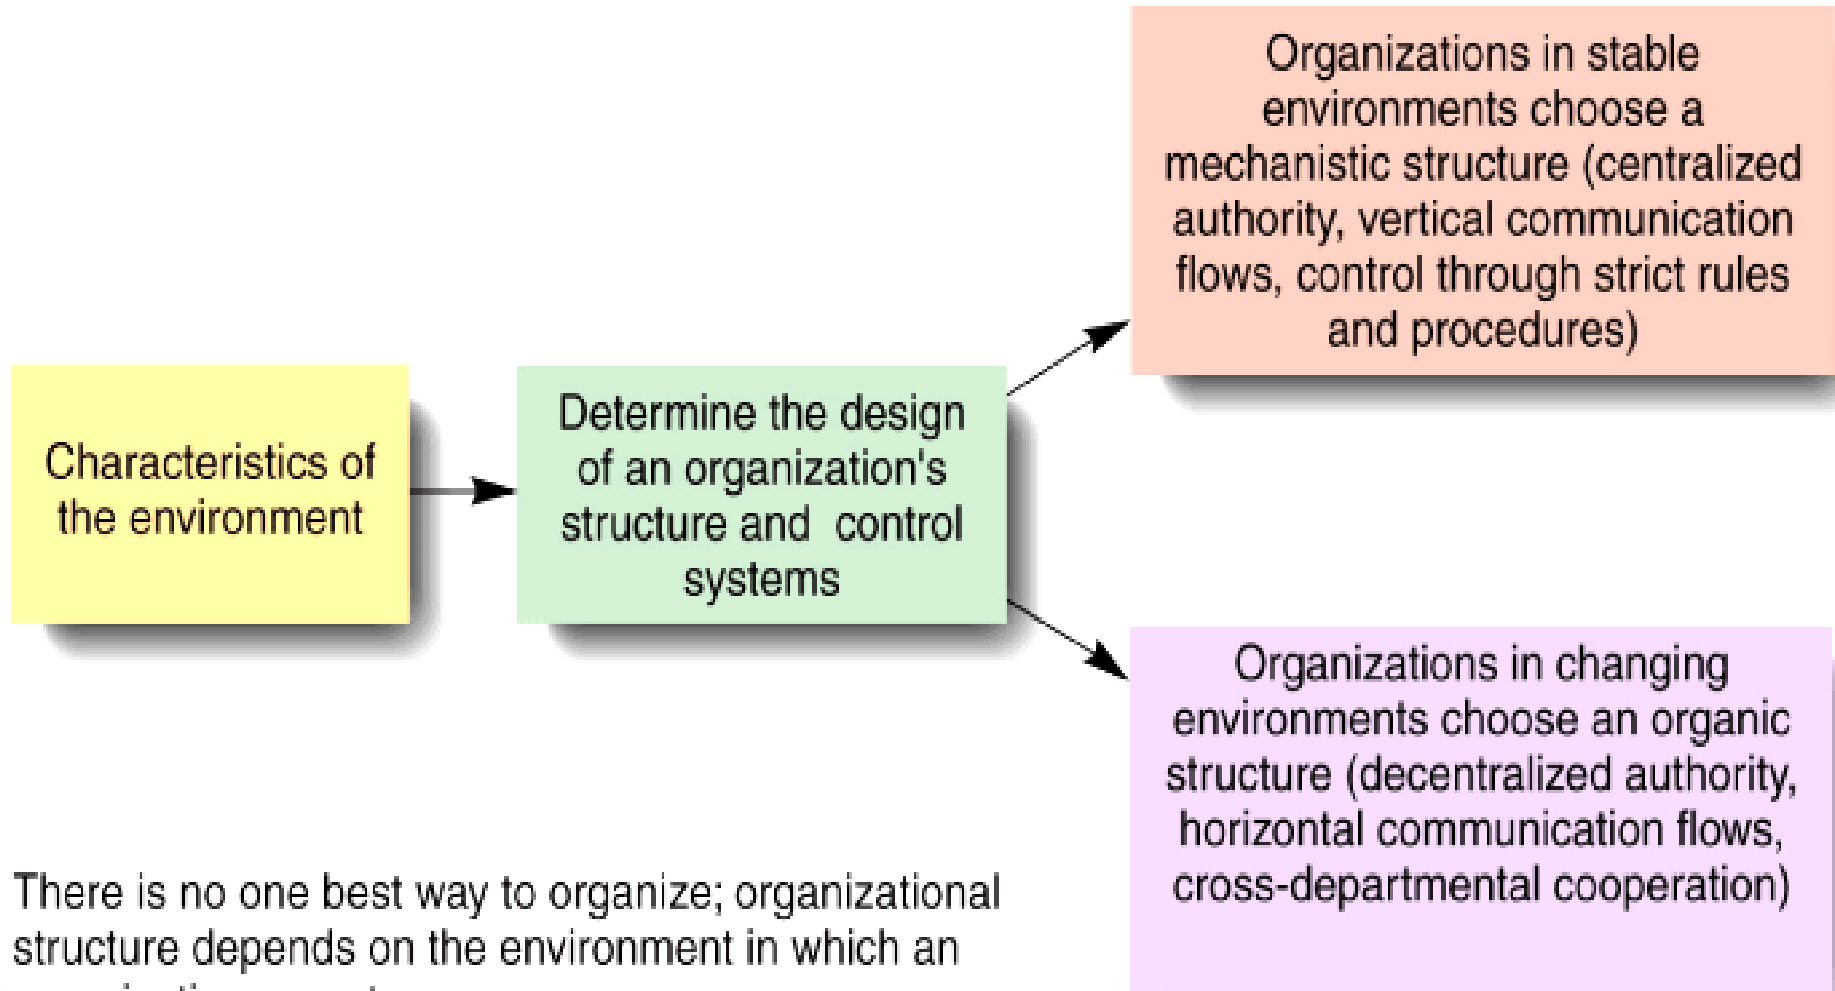 Organizations in stable
environments choose a
mechanistic structure (centralized
authority, vertical communication
flows, control through strict rules
and procedures)
Characteristics of
the environment
Determine the design
of an organization's
structure and control
systems
Organizations in changing
environments choose an organic
structure (decentralized authority,
horizontal communication flows,
cross-departmental cooperation)
There is no one best way to organize; organizational
structure depends on the environment in which an